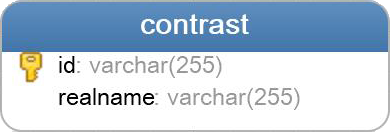 contrast
id: varchar(255)
realname: varchar(255)